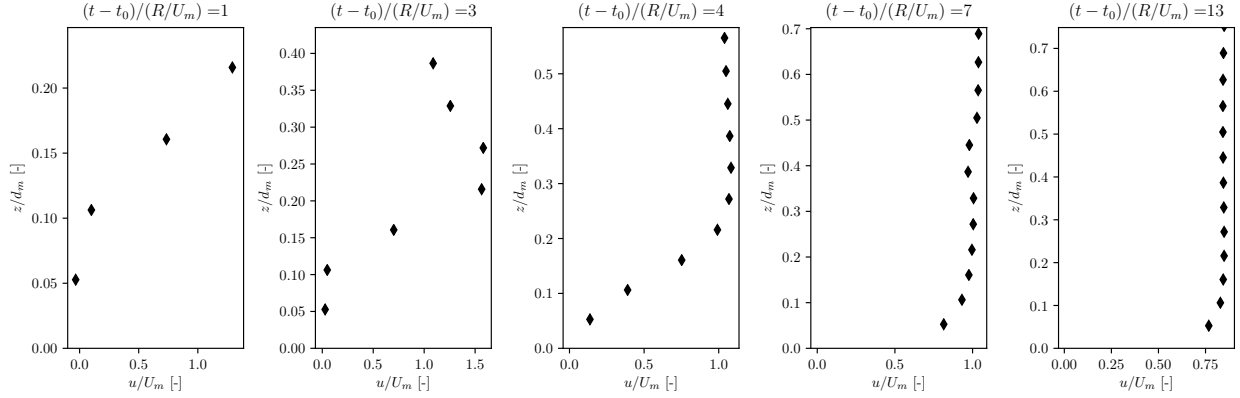 (t − t₀)/(R/Uₘ) =1
0.20
0.15
0.10
0.05
0.00
z/dₘ [-]
0.0 0.5 1.0
u/Uₘ [-]
(t − t₀)/(R/Uₘ) =3
0.40
0.35
0.30
0.25
0.20
0.15
0.10
0.05
0.00
z/dₘ [-]
0.0 0.5 1.0 1.5
u/Uₘ [-]
(t − t₀)/(R/Uₘ) =4
0.5
0.4
0.3
0.2
0.1
0.0
z/dₘ [-]
0.0 0.5 1.0
u/Uₘ [-]
(t − t₀)/(R/Uₘ) =7
0.7
0.6
0.5
0.4
0.3
0.2
0.1
0.0
z/dₘ [-]
0.0 0.5 1.0
u/Uₘ [-]
(t − t₀)/(R/Uₘ) =13
0.7
0.6
0.5
0.4
0.3
0.2
0.1
0.0
z/dₘ [-]
0.00 0.25 0.50 0.75
u/Uₘ [-]